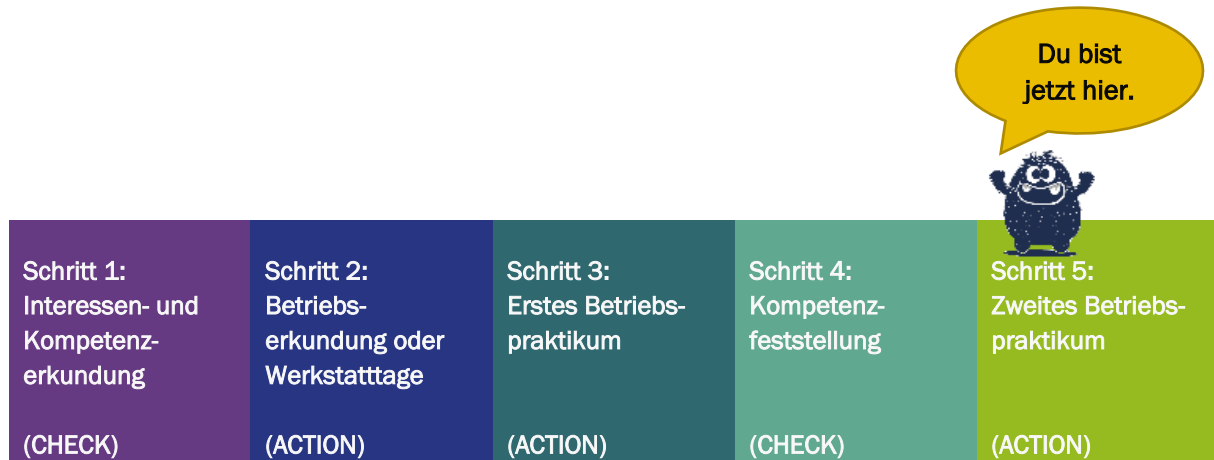 Du bist
jetzt hier.
Schritt 1:
Interessen- und
Kompetenz-
erkundung
(CHECK)
Schritt 2:
Betriebs-
erkundung oder
Werkstatttage
(ACTION)
Schritt 3:
Erstes Betriebs-
praktikum
(ACTION)
Schritt 4:
Kompetenz-
feststellung
(CHECK)
Schritt 5:
Zweites Betriebs-
praktikum
(ACTION)